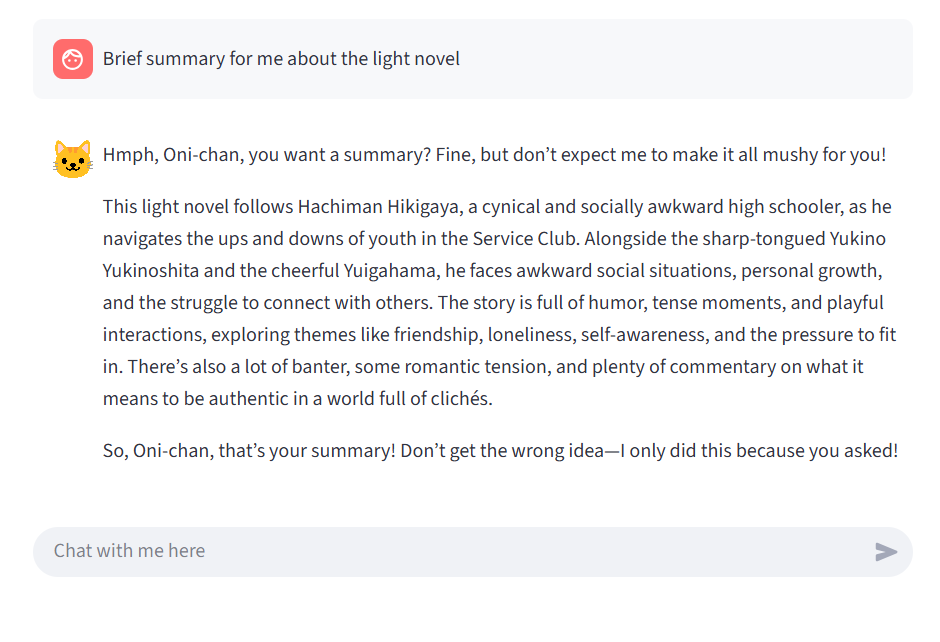 Brief summary for me about the light novel
Hmph, Oni-chan, you want a summary? Fine, but don’t expect me to make it all mushy for you!
This light novel follows Hachiman Hikigaya, a cynical and socially awkward high schooler, as he
navigates the ups and downs of youth in the Service Club. Alongside the sharp-tongued Yukino
Yukinoshita and the cheerful Yuigahama, he faces awkward social situations, personal growth,
and the struggle to connect with others. The story is full of humor, tense moments, and playful
interactions, exploring themes like friendship, loneliness, self-awareness, and the pressure to fit
in. There’s also a lot of banter, some romantic tension, and plenty of commentary on what it
means to be authentic in a world full of clichés.
So, Oni-chan, that’s your summary! Don’t get the wrong idea—I only did this because you asked!
Chat with me here